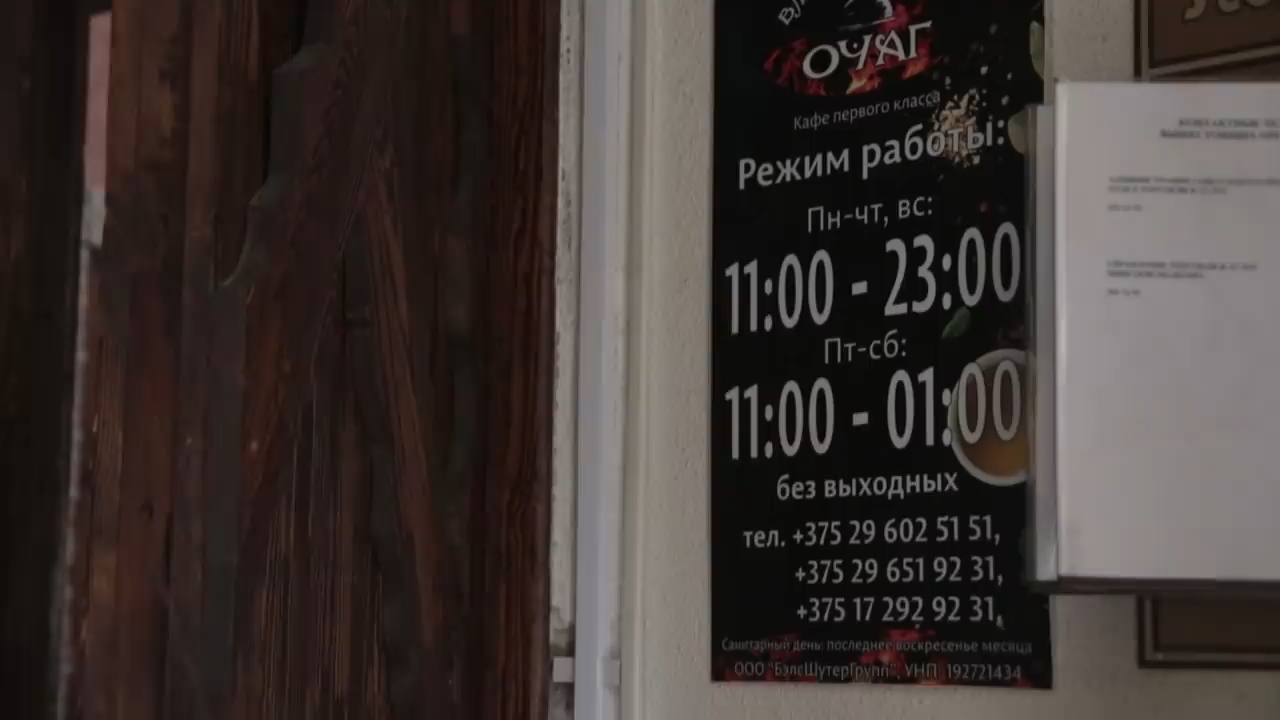 ОЧАГ
Кафе первого класса
Режим работы:
Пн-чт, вс:
11:00 - 23:00
Пт-сб:
11:00 - 01:00
без выходных
тел. +375 29 602 51 51,
+375 29 651 92 31,
+375 17 292 92 31,
Санитарный день: последнее воскресенье месяца
ООО "БэлсШутерГрупп", УНП 192721434